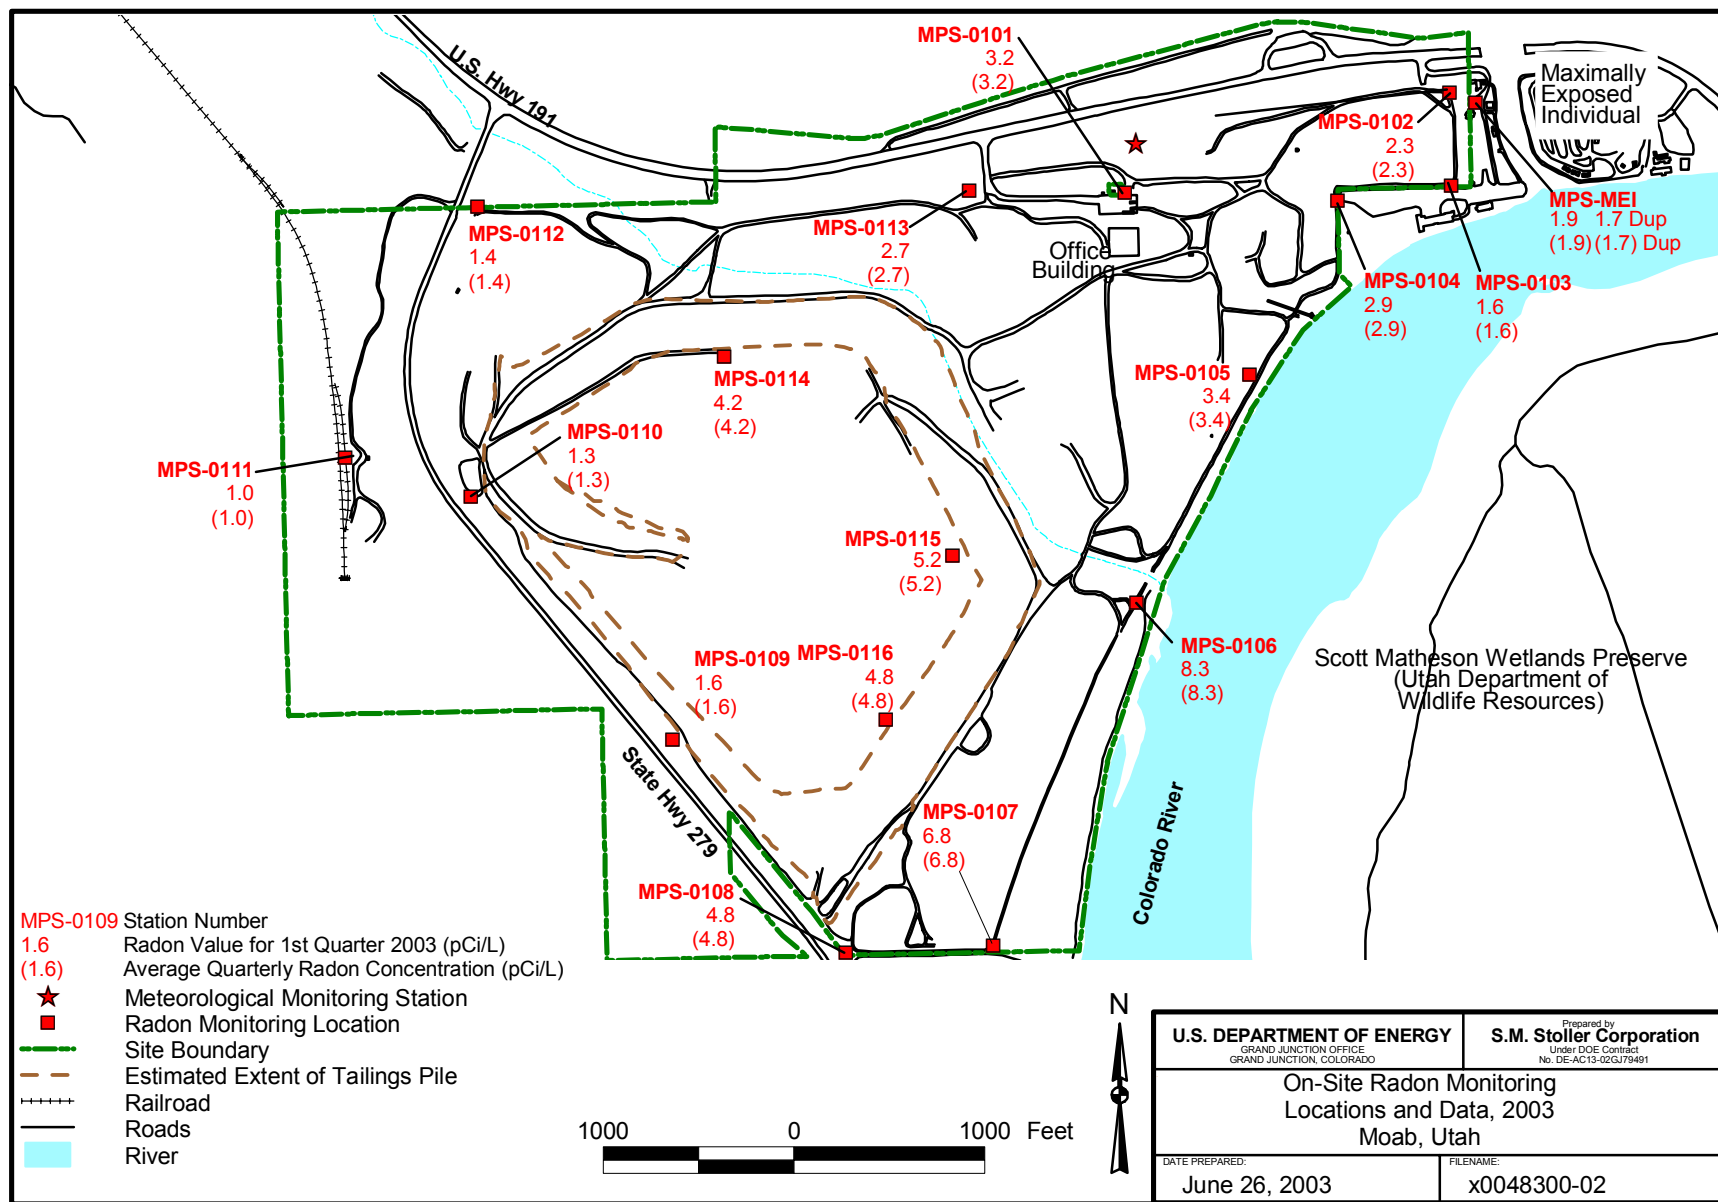 U.S. Hwy 191
MPS-0101
3.2
(3.2)
Maximally
Exposed
Individual
MPS-0102
2.3
(2.3)
MPS-MEI
1.9 1.7 Dup
(1.9) (1.7) Dup
MPS-0112
1.4
(1.4)
MPS-0113
2.7
(2.7)
Office
Building
MPS-0104
2.9
(2.9)
MPS-0103
1.6
(1.6)
MPS-0114
4.2
(4.2)
MPS-0105
3.4
(3.4)
MPS-0110
1.3
(1.3)
MPS-0111
1.0
(1.0)
MPS-0115
5.2
(5.2)
MPS-0109
1.6
(1.6)
MPS-0116
4.8
(4.8)
MPS-0106
8.3
(8.3)
Scott Matheson Wetlands Preserve
(Utah Department of
Wildlife Resources)
State Hwy 279
MPS-0107
6.8
(6.8)
Colorado River
MPS-0108
4.8
(4.8)
MPS-0109 Station Number
1.6 Radon Value for 1st Quarter 2003 (pCi/L)
(1.6) Average Quarterly Radon Concentration (pCi/L)
Meteorological Monitoring Station
Radon Monitoring Location
Site Boundary
Estimated Extent of Tailings Pile
Railroad
Roads
River
1000 0 1000 Feet
N
U.S. DEPARTMENT OF ENERGY
GRAND JUNCTION OFFICE
GRAND JUNCTION, COLORADO
Prepared by
S.M. Stoller Corporation
Under DOE Contract
No. DE-AC13-02GJ79491
On-Site Radon Monitoring
Locations and Data, 2003
Moab, Utah
DATE PREPARED:
June 26, 2003
FILENAME:
x0048300-02